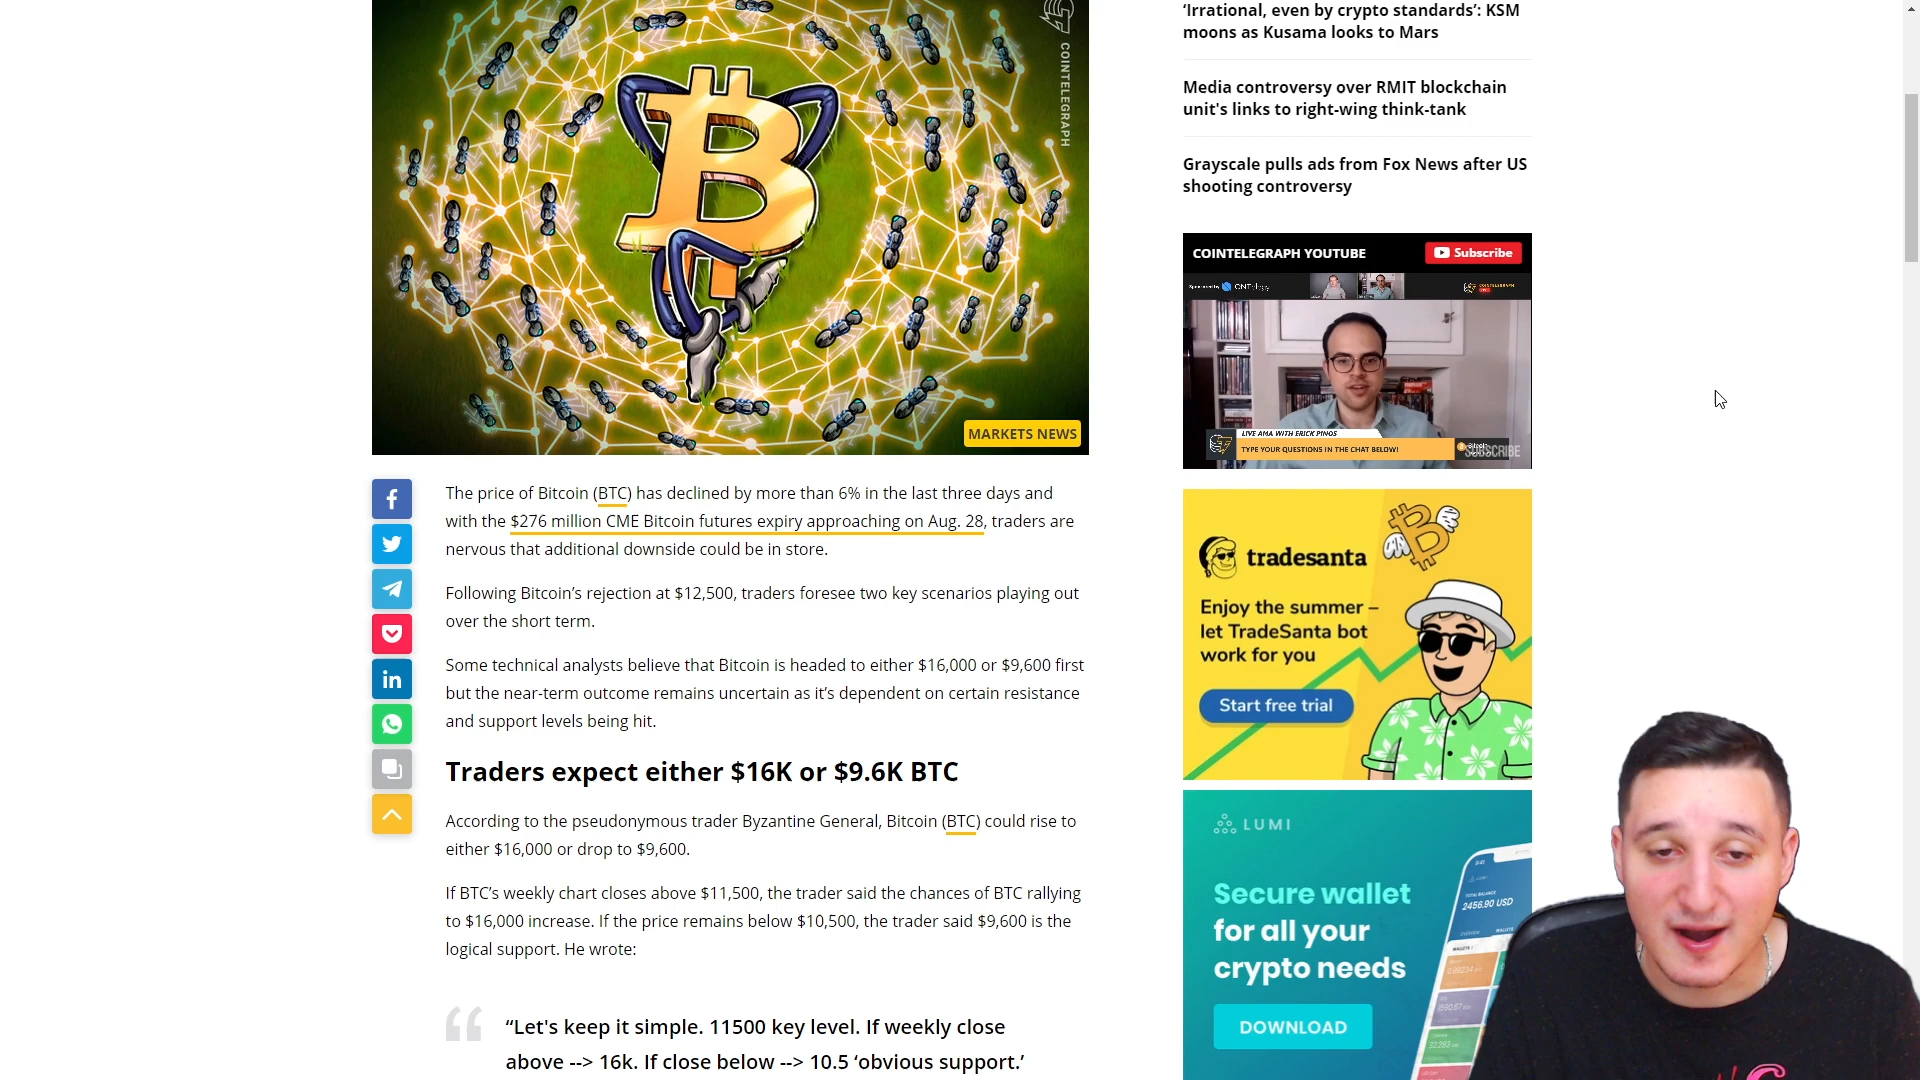 COINTELEGRAPH
MARKETS NEWS
The price of Bitcoin (BTC) has declined by more than 6% in the last three days and
with the $276 million CME Bitcoin futures expiry approaching on Aug. 28, traders are
nervous that additional downside could be in store.
Following Bitcoin’s rejection at $12,500, traders foresee two key scenarios playing out
over the short term.
Some technical analysts believe that Bitcoin is headed to either $16,000 or $9,600 first
but the near-term outcome remains uncertain as it’s dependent on certain resistance
and support levels being hit.
Traders expect either $16K or $9.6K BTC
According to the pseudonymous trader Byzantine General, Bitcoin (BTC) could rise to
either $16,000 or drop to $9,600.
If BTC’s weekly chart closes above $11,500, the trader said the chances of BTC rallying
to $16,000 increase. If the price remains below $10,500, the trader said $9,600 is the
logical support. He wrote:
“Let's keep it simple. 11500 key level. If weekly close
above --> 16k. If close below --> 10.5 ‘obvious support.’
‘Irrational, even by crypto standards’: KSM
moons as Kusama looks to Mars
Media controversy over RMIT blockchain
unit's links to right-wing think-tank
Grayscale pulls ads from Fox News after US
shooting controversy
COINTELEGRAPH YOUTUBE
Subscribe
LIVE AMA WITH ERICK PINOS
TYPE YOUR QUESTIONS IN THE CHAT BELOW!
SUBSCRIBE
tradesanta
Enjoy the summer –
let TradeSanta bot
work for you
Start free trial
LUMI
Secure wallet
for all your
crypto needs
DOWNLOAD
TOTAL BALANCE
2456.90 USD